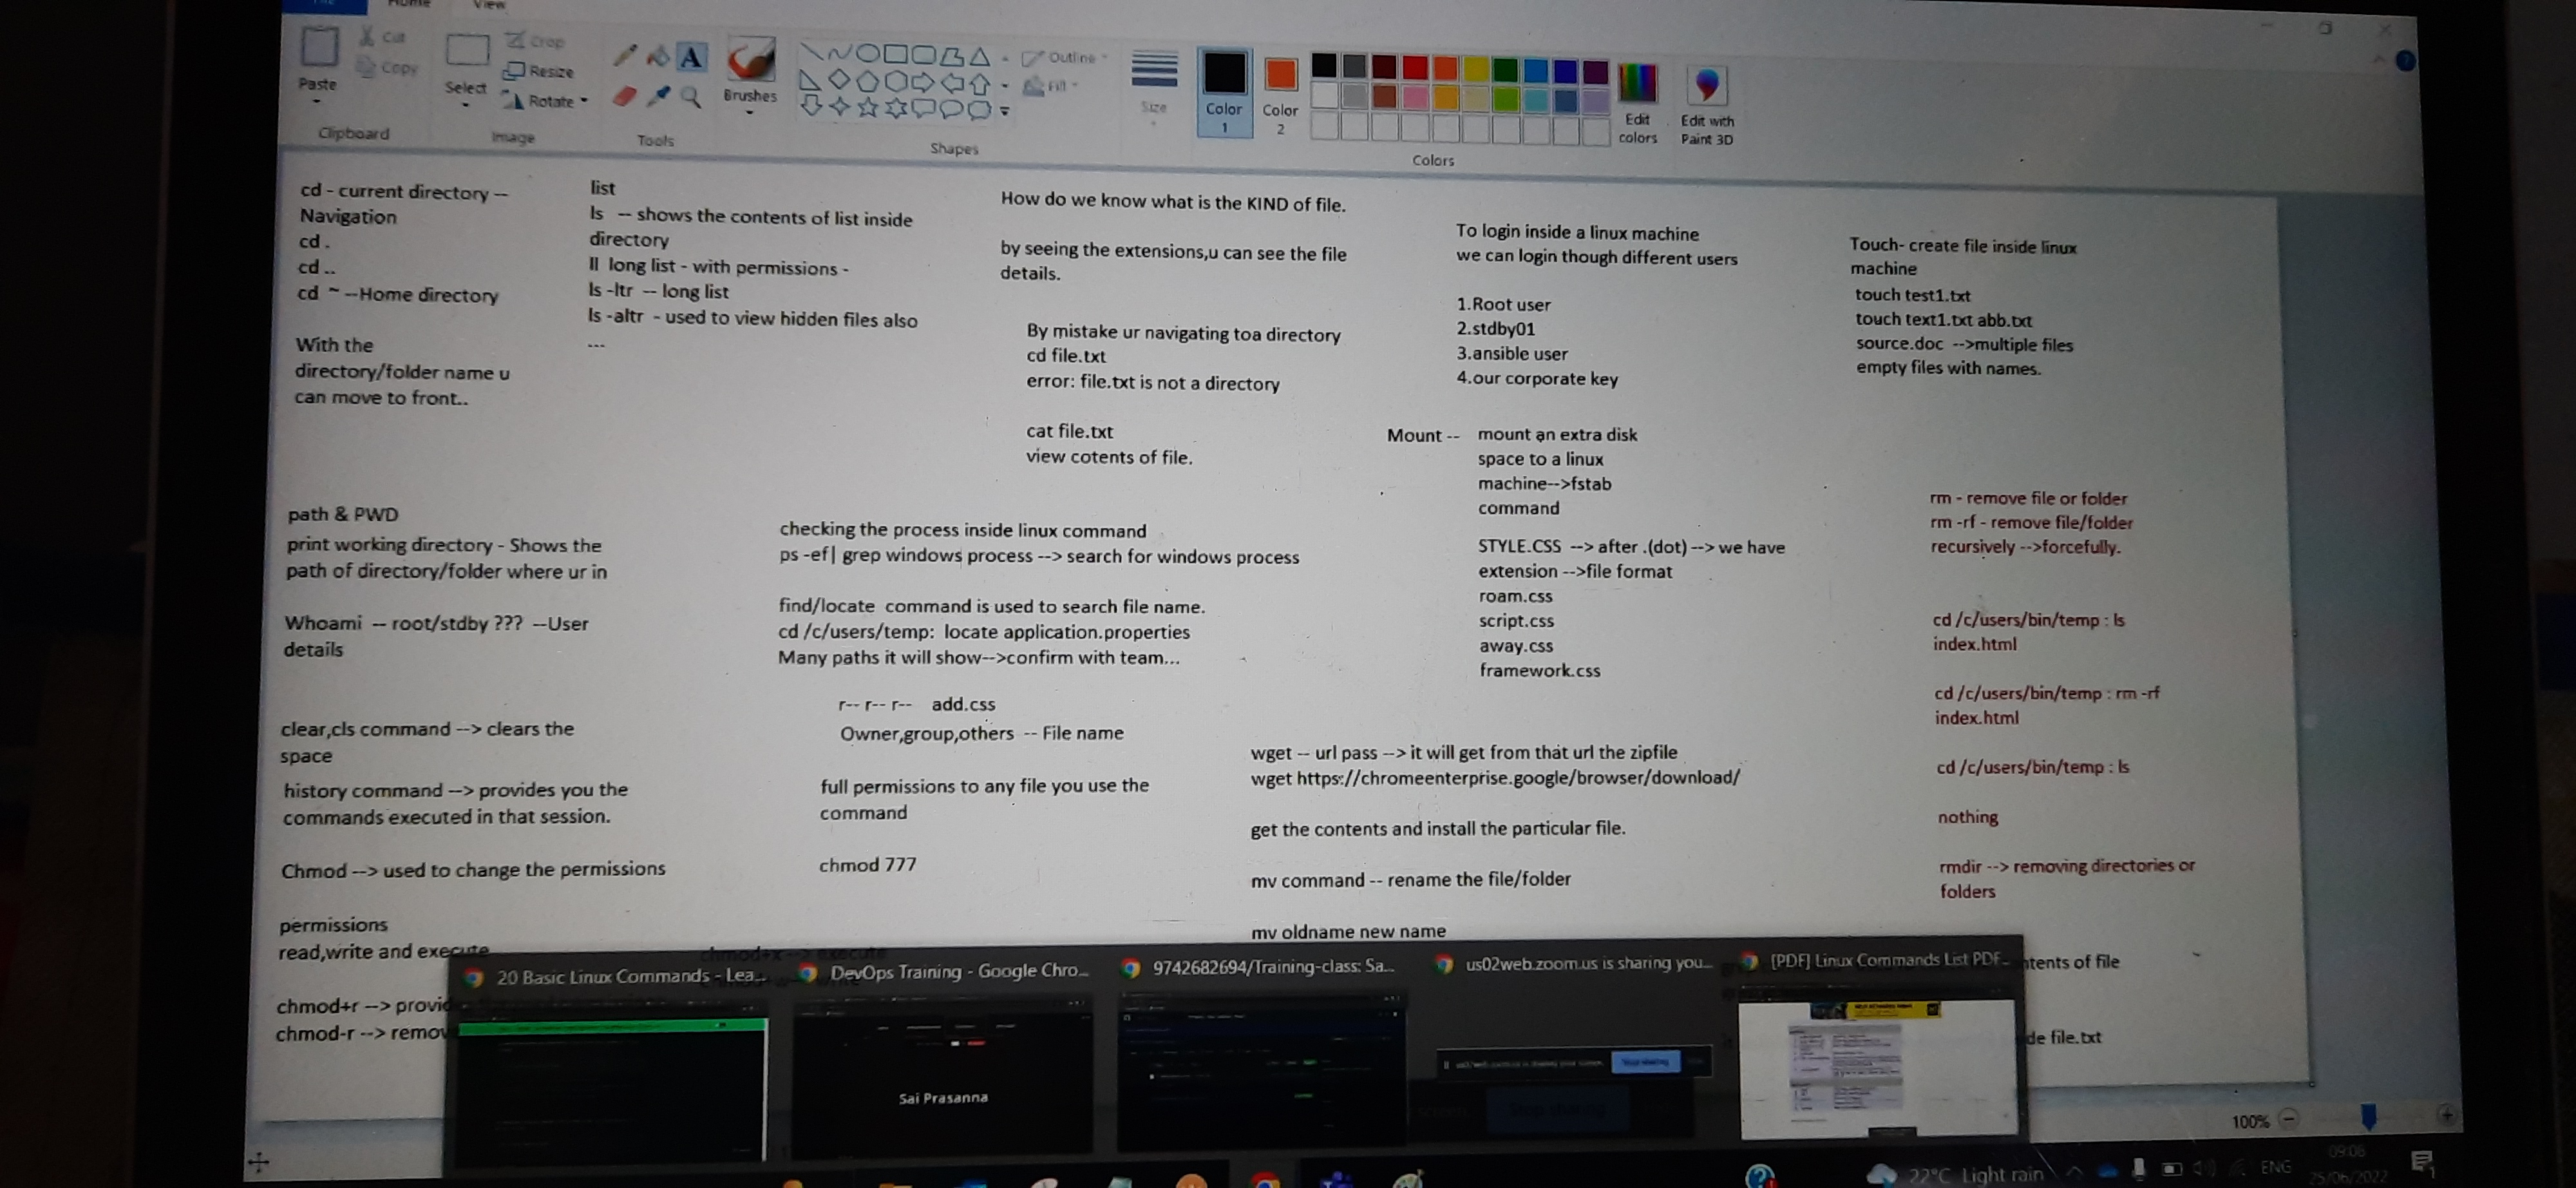 File
Home
View
Paste
Cut
Copy
Clipboard
Select
Crop
Resize
Rotate
Image
Tools
Brushes
Shapes
Outline
Fill
Size
Color
1
Color
2
Colors
Edit
colors
Edit with
Paint 3D
cd - current directory --
Navigation
cd .
cd ..
cd ~ --Home directory
With the
directory/folder name u
can move to front..
list
ls -- shows the contents of list inside
directory
ll long list - with permissions -
ls -ltr -- long list
ls -altr - used to view hidden files also
...
How do we know what is the KIND of file.
by seeing the extensions,u can see the file
details.
By mistake ur navigating toa directory
cd file.txt
error: file.txt is not a directory
cat file.txt
view cotents of file.
To login inside a linux machine
we can login though different users
1.Root user
2.stdby01
3.ansible user
4.our corporate key
Touch- create file inside linux
machine
touch test1.txt
touch text1.txt abb.txt
source.doc -->multiple files
empty files with names.
Mount -- mount an extra disk
space to a linux
machine-->fstab
command
STYLE.CSS --> after .(dot) --> we have
extension -->file format
roam.css
script.css
away.css
framework.css
path & PWD
print working directory - Shows the
path of directory/folder where ur in
Whoami -- root/stdby ??? --User
details
clear,cls command --> clears the
space
history command --> provides you the
commands executed in that session.
Chmod --> used to change the permissions
permissions
read,write and execute
chmod+r --> provid
chmod-r --> remov
checking the process inside linux command
ps -ef| grep windows process --> search for windows process
find/locate command is used to search file name.
cd /c/users/temp: locate application.properties
Many paths it will show-->confirm with team...
r-- r-- r-- add.css
Owner,group,others -- File name
full permissions to any file you use the
command
chmod 777
chmod+x --> execute
wget -- url pass --> it will get from that url the zipfile
wget https://chromeenterprise.google/browser/download/
get the contents and install the particular file.
mv command -- rename the file/folder
mv oldname new name
rm - remove file or folder
rm -rf - remove file/folder
recursively -->forcefully.
cd /c/users/bin/temp : ls
index.html
cd /c/users/bin/temp : rm -rf
index.html
cd /c/users/bin/temp : ls
nothing
rmdir --> removing directories or
folders
ntents of file
de file.txt
20 Basic Linux Commands - Lea...
DevOps Training - Google Chro...
9742682694/Training-class: Sa...
us02web.zoom.us is sharing you...
[PDF] Linux Commands List PDF...
Sai Prasanna
Stop sharing
100%
22°C Light rain
ENG
09:08
25/06/2022